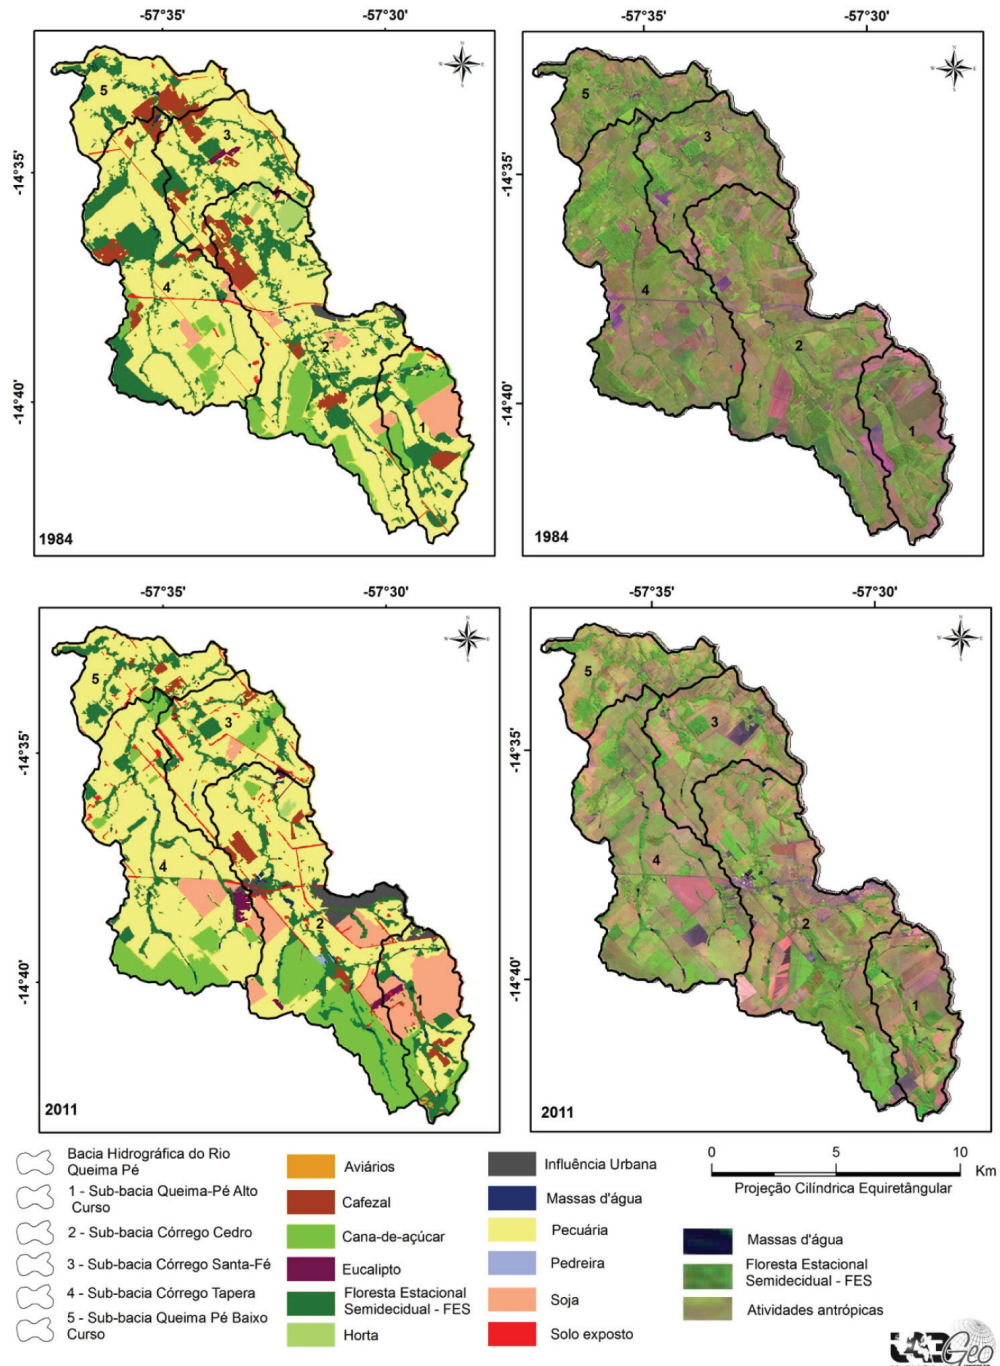 -57°35'
-57°30'
-57°35'
-57°30'
-14°35'
-14°40'
-14°35'
-14°40'
N
S
E
W
N
S
E
W
5
3
4
2
1
5
3
4
2
1
1984
1984
-57°35'
-57°30'
-57°35'
-57°30'
-14°35'
-14°40'
-14°35'
-14°40'
N
S
E
W
N
S
E
W
5
3
4
2
1
5
3
4
2
1
2011
2011
Bacia Hidrográfica do Rio
Queima Pé
1 - Sub-bacia Queima-Pé Alto
Curso
2 - Sub-bacia Córrego Cedro
3 - Sub-bacia Córrego Santa-Fé
4 - Sub-bacia Córrego Tapera
5 - Sub-bacia Queima Pé Baixo
Curso
Aviários
Cafezal
Cana-de-açúcar
Eucalipto
Floresta Estacional
Semidecidual - FES
Horta
Influência Urbana
Massas d'água
Pecuária
Pedreira
Soja
Solo exposto
0 5 10
Km
Projeção Cilíndrica Equiretângular
Massas d'água
Floresta Estacional
Semidecidual - FES
Atividades antrópicas
Geo